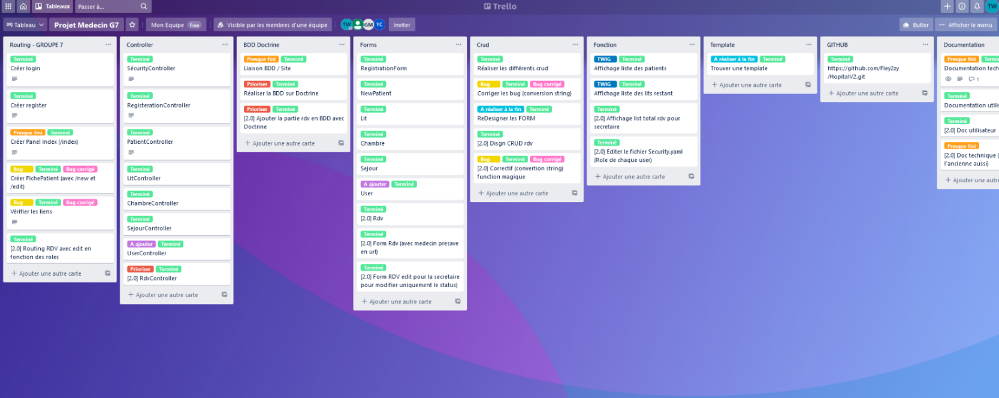 Tableaux
Passer à...
Trello
TW
Tableau
Projet Medecin G7
Mon Equipe Free
Visible par les membres d'une équipe
TW GM YC
Inviter
Butler
··· Afficher le menu
Routing - GROUPE 7
Terminé
Créer login
Terminé
Créer register
Presque fini Terminé
Créer Panel Index (/index)
Bug Terminé Bug corrigé
Créer FichePatient (avec /new et
/edit)
Bug Terminé Bug corrigé
Vérifier les liens
Terminé
[2.0] Routing RDV avec edit en
fonction des roles
+ Ajouter une autre carte
Controller
Terminé
SécurityController
Terminé
RegisterationController
Terminé
PatientController
Terminé
LitController
Terminé
ChambreController
Terminé
SejourController
A ajouter Terminé
UserController
Prioriser Terminé
[2.0] RdvController
+ Ajouter une autre carte
BDD Doctrine
Presque fini Terminé
Liaison BDD / Site
Prioriser Terminé
Réaliser la BDD sur Doctrine
Prioriser Terminé
[2.0] Ajouter la partie rdv en BDD avec
Doctrine
+ Ajouter une autre carte
Forms
Terminé
RegistrationForm
Terminé
NewPatient
Terminé
Lit
Terminé
Chambre
Terminé
Sejour
A ajouter Terminé
User
Terminé
[2.0] Rdv
Terminé
[2.0] Form Rdv (avec medecin presave
en url)
Terminé
[2.0] Form RDV edit pour la secretaire
pour modifier uniquement le status)
+ Ajouter une autre carte
Crud
Terminé
Réaliser les différents crud
Bug Terminé Bug corrigé
Corriger les bug (conversion string)
A réaliser à la fin Terminé
ReDesigner les FORM
Terminé
[2.0] Disgn CRUD rdv
Bug Terminé Bug corrigé
[2.0] Correctif (convertion string)
function magique
+ Ajouter une autre carte
Fonction
TWIG Terminé
Affichage liste des patients
TWIG Terminé
Affichage liste des lits restant
Terminé
[2.0] Affichage list total rdv pour
secretaire
Terminé
[2.0] Editer le fichier Security.yaml
(Role de chaque user)
+ Ajouter une autre carte
Template
A réaliser à la fin Terminé
Trouver une template
+ Ajouter une autre carte
GITHUB
Terminé
https://github.com/Fley2zy
/HopitalV2.git
+ Ajouter une autre carte
Documentation
Presque fini Termin
Documentation tech
1
Terminé
Documentation utilis
Terminé
[2.0] Doc utilisateur
Presque fini
[2.0] Doc technique (
l'ancienne aussi)
+ Ajouter une autre